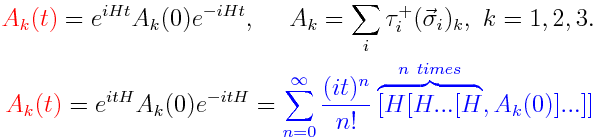 A_k(t) = e^{iHt} A_k(0) e^{-iHt},   A_k = \sum_i \tau_i^+ (\vec{\sigma}_i)_k, k = 1, 2, 3.
A_k(t) = e^{itH} A_k(0) e^{-itH} = \sum_{n=0}^{\infty} \frac{(it)^n}{n!} \overbrace{[H[H...[H}^{n times}, A_k(0)]...]]